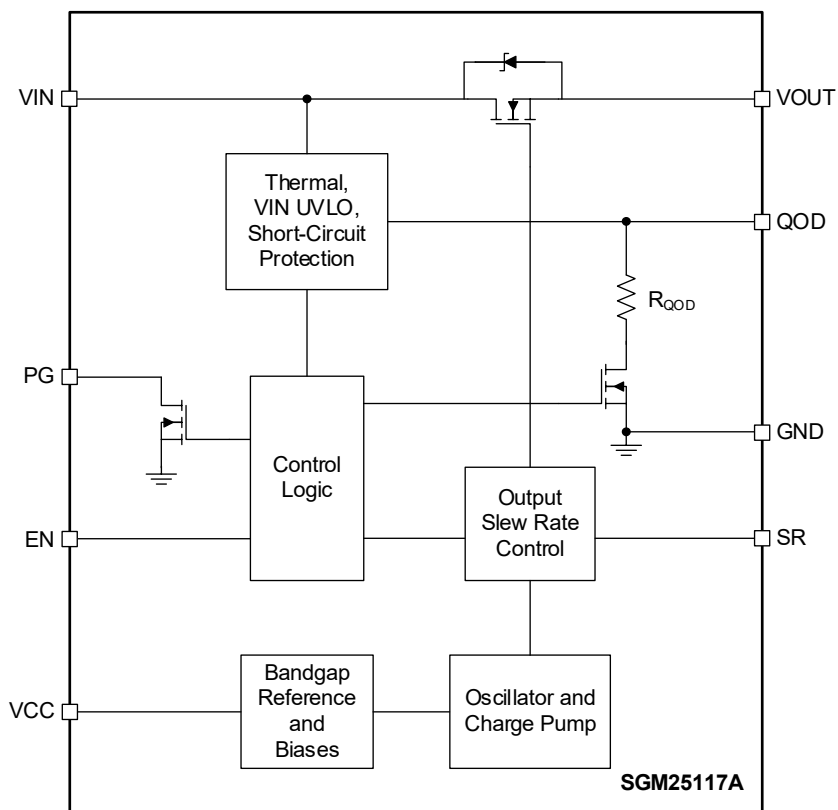 VIN
VOUT
Thermal,
VIN UVLO,
Short-Circuit
Protection
QOD
RQOD
PG
GND
Control
Logic
Output
Slew Rate
Control
EN
SR
Bandgap
Reference
and
Biases
Oscillator and
Charge Pump
VCC
SGM25117A